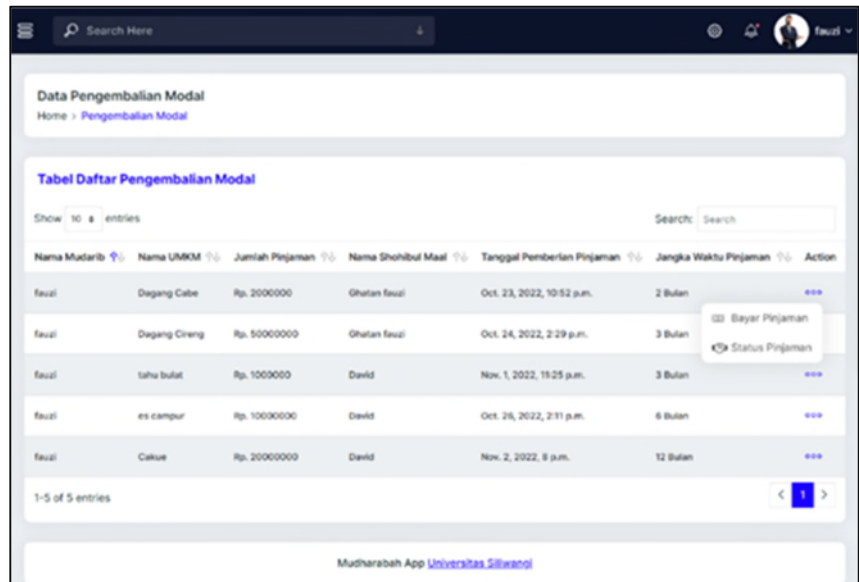 Search Here
fauzi
Data Pengembalian Modal
Home > Pengembalian Modal
Tabel Daftar Pengembalian Modal
Show 10 entries Search: Search
Nama Mudarib Nama UMKM Jumlah Pinjaman Nama Shohibul Maal Tanggal Pemberian Pinjaman Jangka Waktu Pinjaman Action
fauzi Dagang Cabe Rp. 2000000 Ghatan fauzi Oct. 23, 2022, 10:52 p.m. 2 Bulan
Bayar Pinjaman
fauzi Dagang Cireng Rp. 50000000 Ghatan fauzi Oct. 24, 2022, 2:29 p.m. 3 Bulan
Status Pinjaman
fauzi tahu bulat Rp. 1000000 David Nov. 1, 2022, 11:25 p.m. 3 Bulan
fauzi es campur Rp. 10000000 David Oct. 26, 2022, 2:11 p.m. 6 Bulan
fauzi Cakue Rp. 20000000 David Nov. 2, 2022, 8 p.m. 12 Bulan
1-5 of 5 entries < 1 >
Mudharabah App Universitas Siliwangi